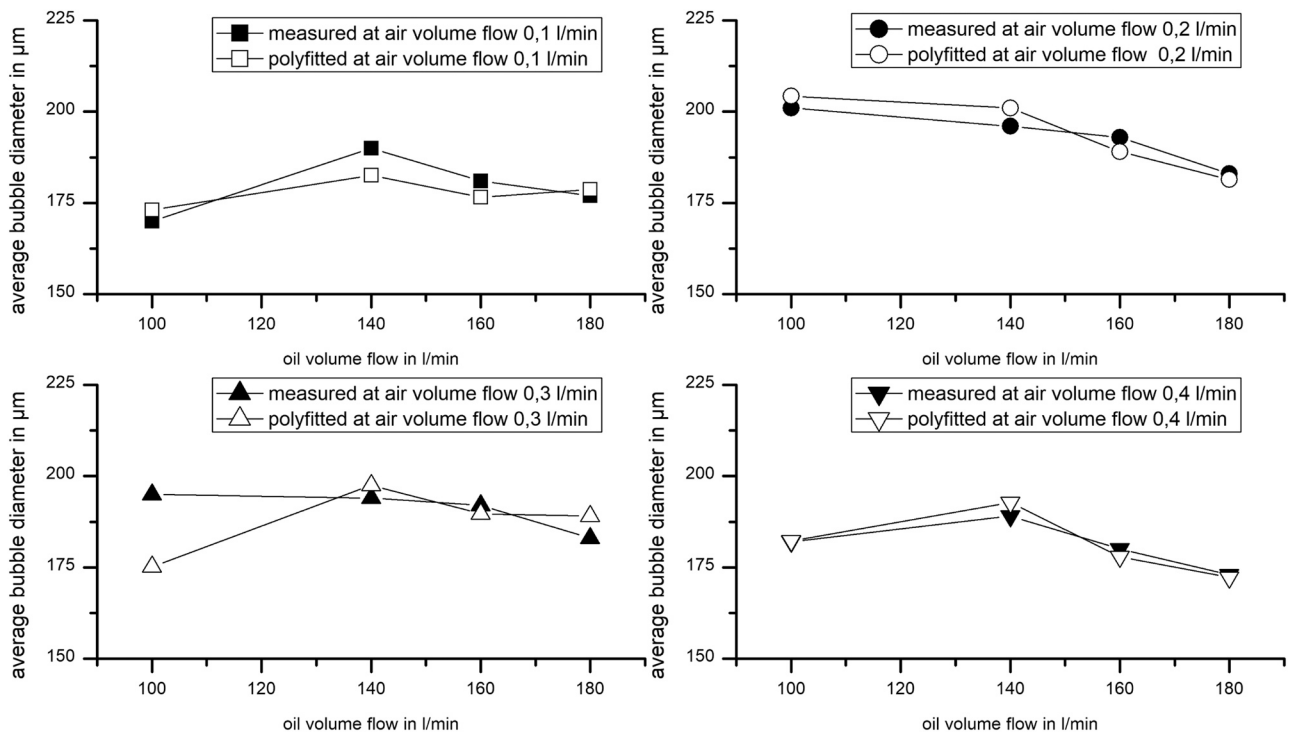 measured at air volume flow 0,1 l/min
polyfitted at air volume flow 0,1 l/min
average bubble diameter in µm
225
200
175
150
100 120 140 160 180
oil volume flow in l/min
measured at air volume flow 0,2 l/min
polyfitted at air volume flow 0,2 l/min
average bubble diameter in µm
225
200
175
150
100 120 140 160 180
oil volume flow in l/min
measured at air volume flow 0,3 l/min
polyfitted at air volume flow 0,3 l/min
average bubble diameter in µm
225
200
175
150
100 120 140 160 180
oil volume flow in l/min
measured at air volume flow 0,4 l/min
polyfitted at air volume flow 0,4 l/min
average bubble diameter in µm
225
200
175
150
100 120 140 160 180
oil volume flow in l/min